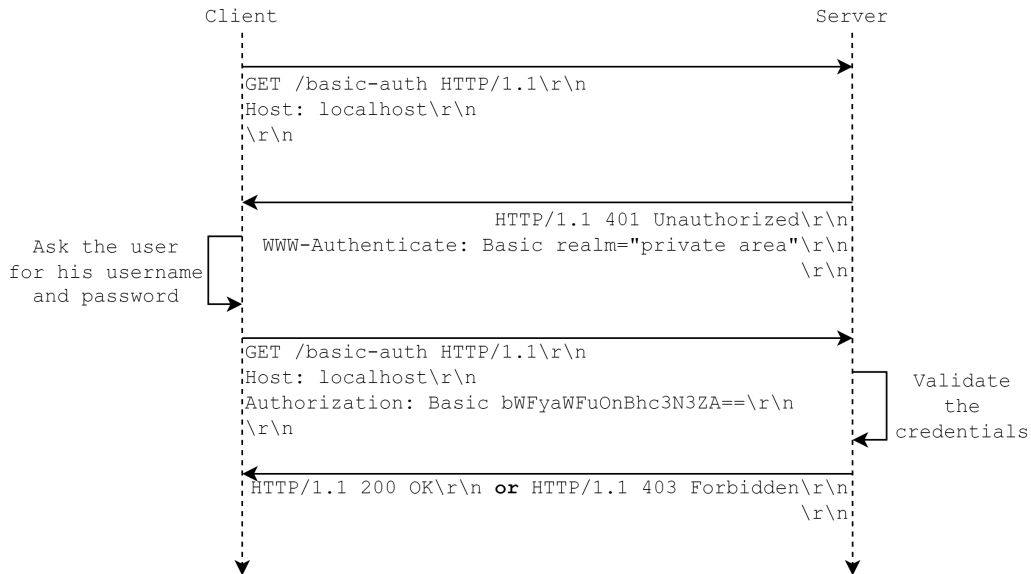 Client
Server
GET /basic-auth HTTP/1.1\r\n
Host: localhost\r\n
\r\n
HTTP/1.1 401 Unauthorized\r\n
WWW-Authenticate: Basic realm="private area"\r\n
\r\n
Ask the user
for his username
and password
GET /basic-auth HTTP/1.1\r\n
Host: localhost\r\n
Authorization: Basic bWFyaWFuOnBhc3N3ZA==\r\n
\r\n
Validate
the
credentials
HTTP/1.1 200 OK\r\n or HTTP/1.1 403 Forbidden\r\n
\r\n